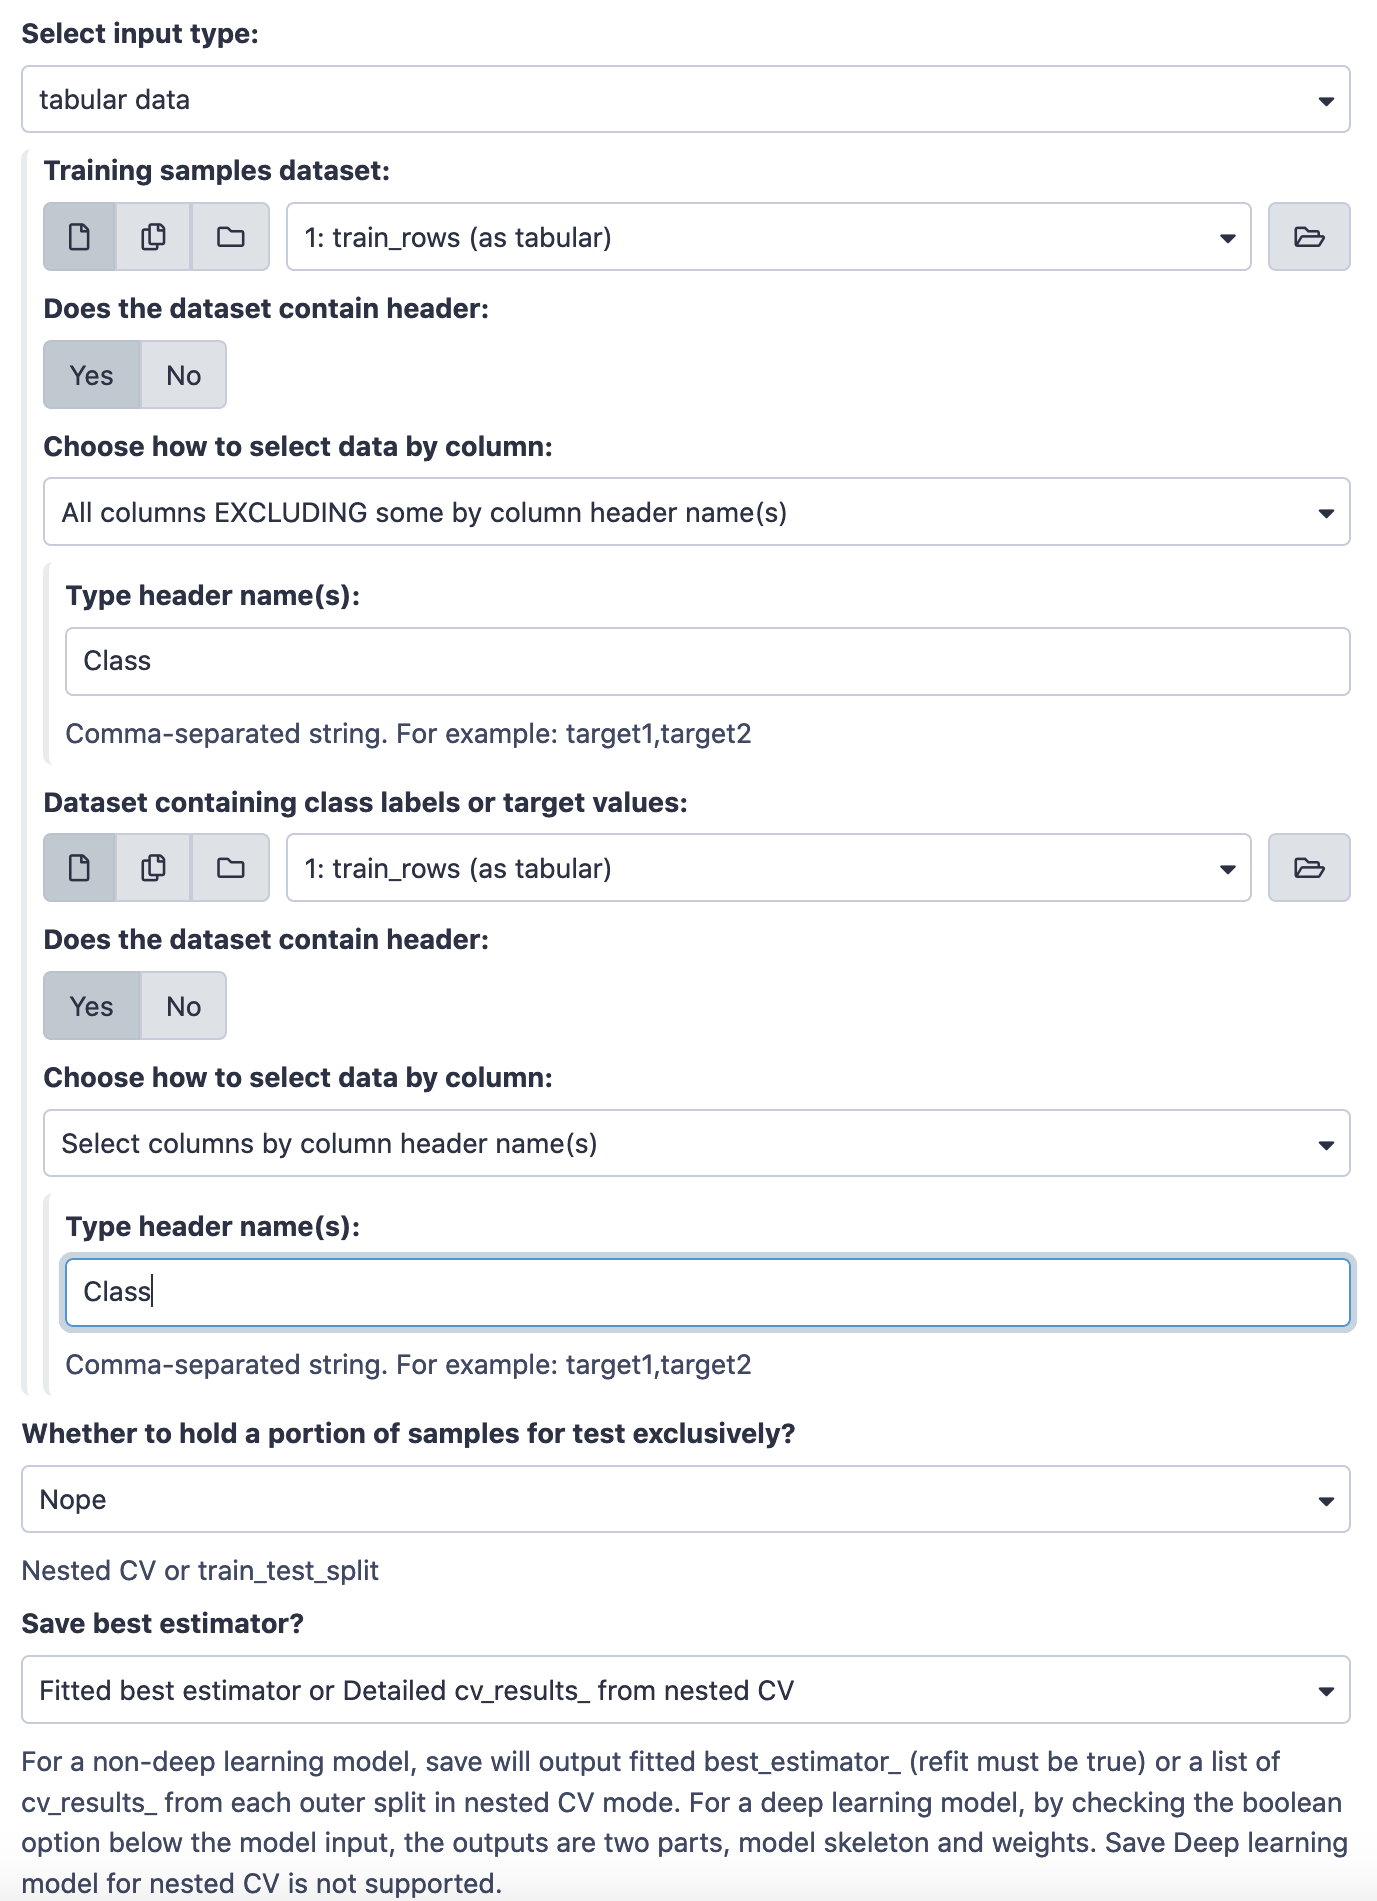 Select input type:
tabular data
Training samples dataset:
1: train_rows (as tabular)
Does the dataset contain header:
Yes No
Choose how to select data by column:
All columns EXCLUDING some by column header name(s)
Type header name(s):
Class
Comma-separated string. For example: target1,target2
Dataset containing class labels or target values:
1: train_rows (as tabular)
Does the dataset contain header:
Yes No
Choose how to select data by column:
Select columns by column header name(s)
Type header name(s):
Class
Comma-separated string. For example: target1,target2
Whether to hold a portion of samples for test exclusively?
Nope
Nested CV or train_test_split
Save best estimator?
Fitted best estimator or Detailed cv_results_ from nested CV
For a non-deep learning model, save will output fitted best_estimator_ (refit must be true) or a list of
cv_results_ from each outer split in nested CV mode. For a deep learning model, by checking the boolean
option below the model input, the outputs are two parts, model skeleton and weights. Save Deep learning
model for nested CV is not supported.